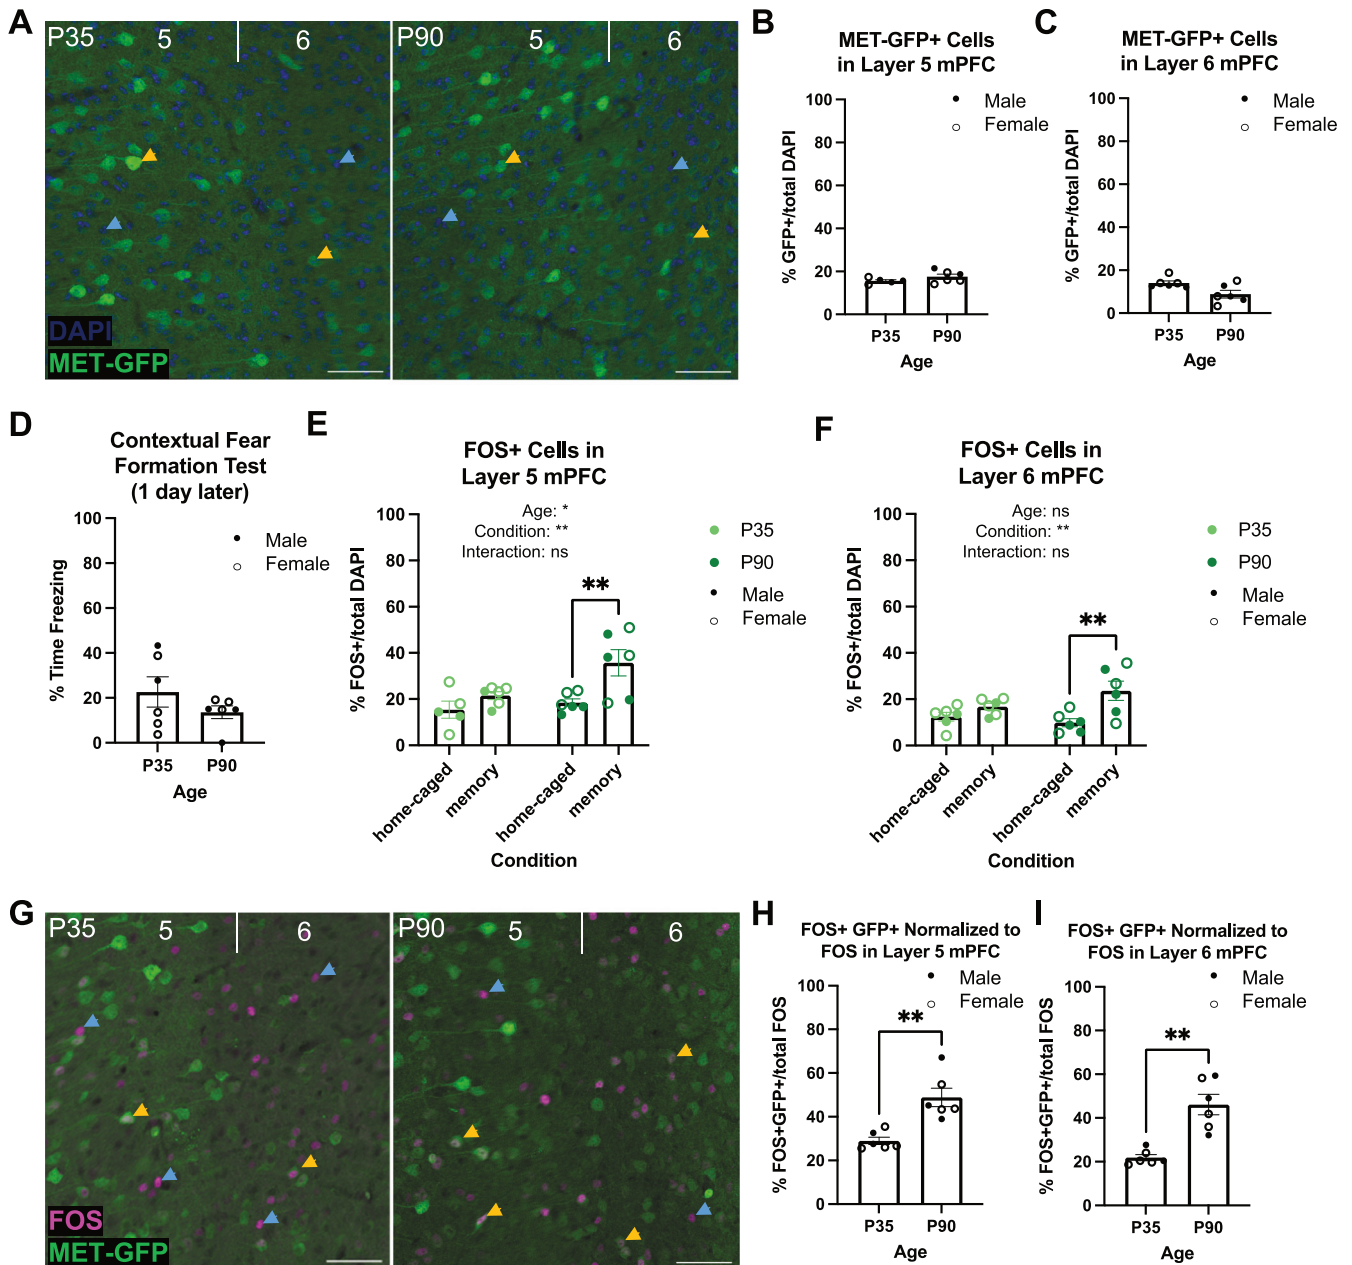 A
P35
5
6
P90
5
6
DAPI
MET-GFP
B
MET-GFP+ Cells
in Layer 5 mPFC
Male
Female
% GFP+/total DAPI
100
80
60
40
20
0
P35
P90
Age
C
MET-GFP+ Cells
in Layer 6 mPFC
Male
Female
% GFP+/total DAPI
100
80
60
40
20
0
P35
P90
Age
D
Contextual Fear
Formation Test
(1 day later)
Male
Female
% Time Freezing
100
80
60
40
20
0
P35
P90
Age
E
FOS+ Cells in
Layer 5 mPFC
Age: *
Condition: **
Interaction: ns
P35
P90
Male
Female
**
% FOS+/total DAPI
100
80
60
40
20
0
home-caged
memory
home-caged
memory
Condition
F
FOS+ Cells in
Layer 6 mPFC
Age: ns
Condition: **
Interaction: ns
P35
P90
Male
Female
**
% FOS+/total DAPI
100
80
60
40
20
0
home-caged
memory
home-caged
memory
Condition
G
P35
5
6
P90
5
6
FOS
MET-GFP
H
FOS+ GFP+ Normalized to
FOS in Layer 5 mPFC
Male
Female
**
% FOS+GFP+/total FOS
100
80
60
40
20
0
P35
P90
Age
I
FOS+ GFP+ Normalized to
FOS in Layer 6 mPFC
Male
Female
**
% FOS+GFP+/total FOS
100
80
60
40
20
0
P35
P90
Age